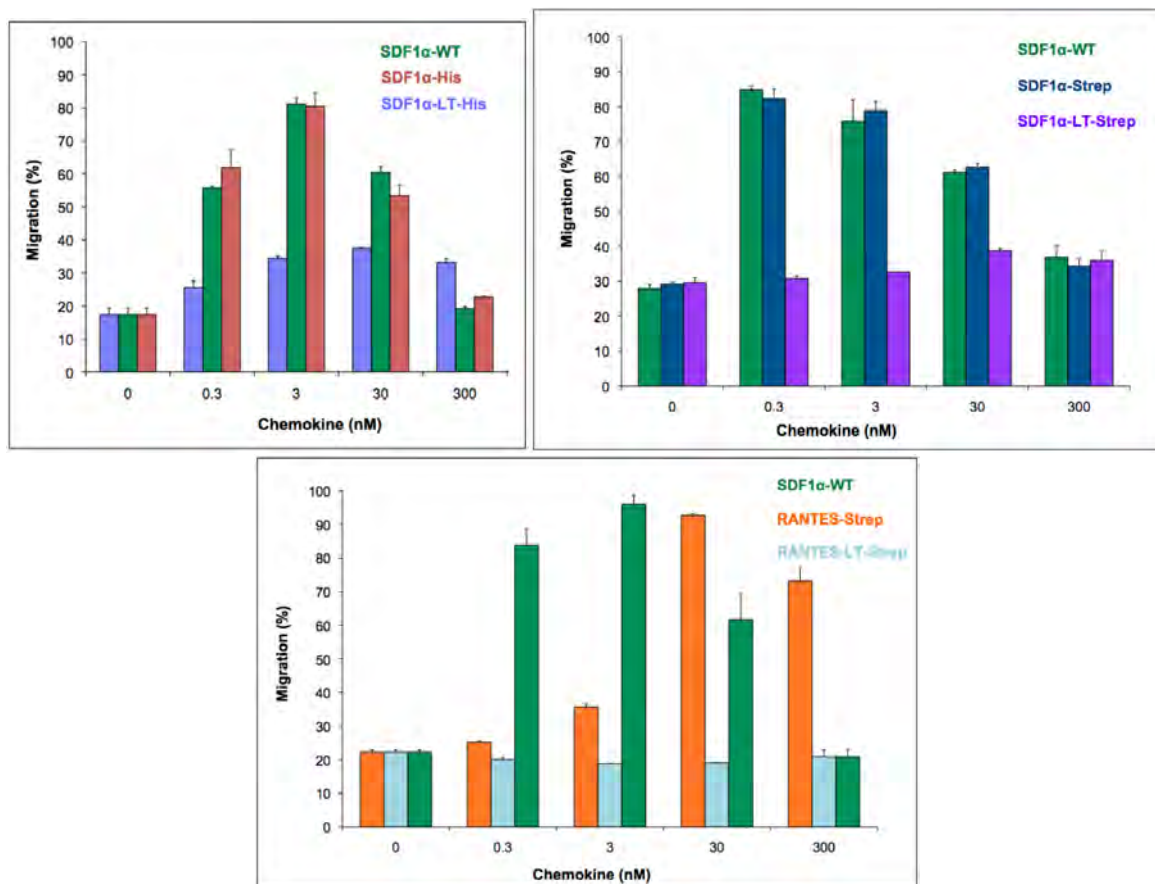 SDF1α-WT
SDF1α-His
SDF1α-LT-His
Migration (%)
100
90
80
70
60
50
40
30
20
10
0
0 0.3 3 30 300
Chemokine (nM)
SDF1α-WT
SDF1α-Strep
SDF1α-LT-Strep
Migration (%)
100
90
80
70
60
50
40
30
20
10
0
0 0.3 3 30 300
Chemokine (nM)
SDF1α-WT
RANTES-Strep
RANTES-LT-Strep
Migration (%)
100
90
80
70
60
50
40
30
20
10
0
0 0.3 3 30 300
Chemokine (nM)